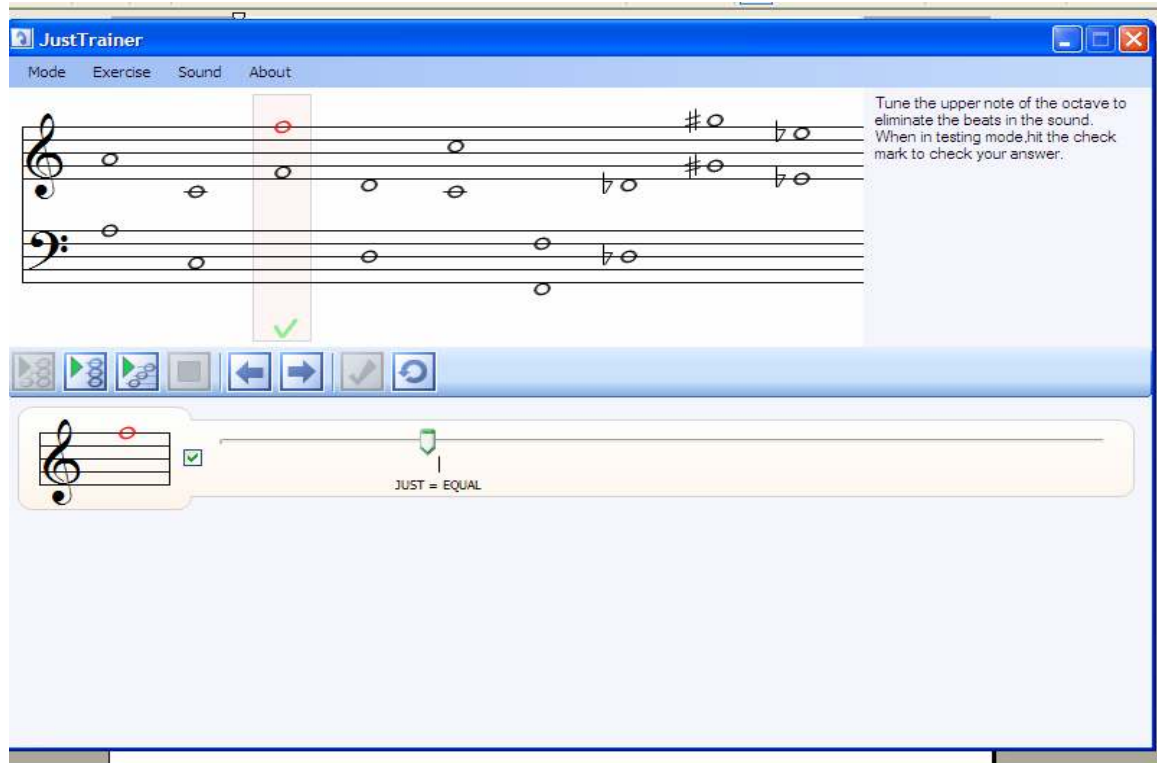 JustTrainer
Mode Exercise Sound About
Tune the upper note of the octave to
eliminate the beats in the sound.
When in testing mode,hit the check
mark to check your answer.
JUST = EQUAL